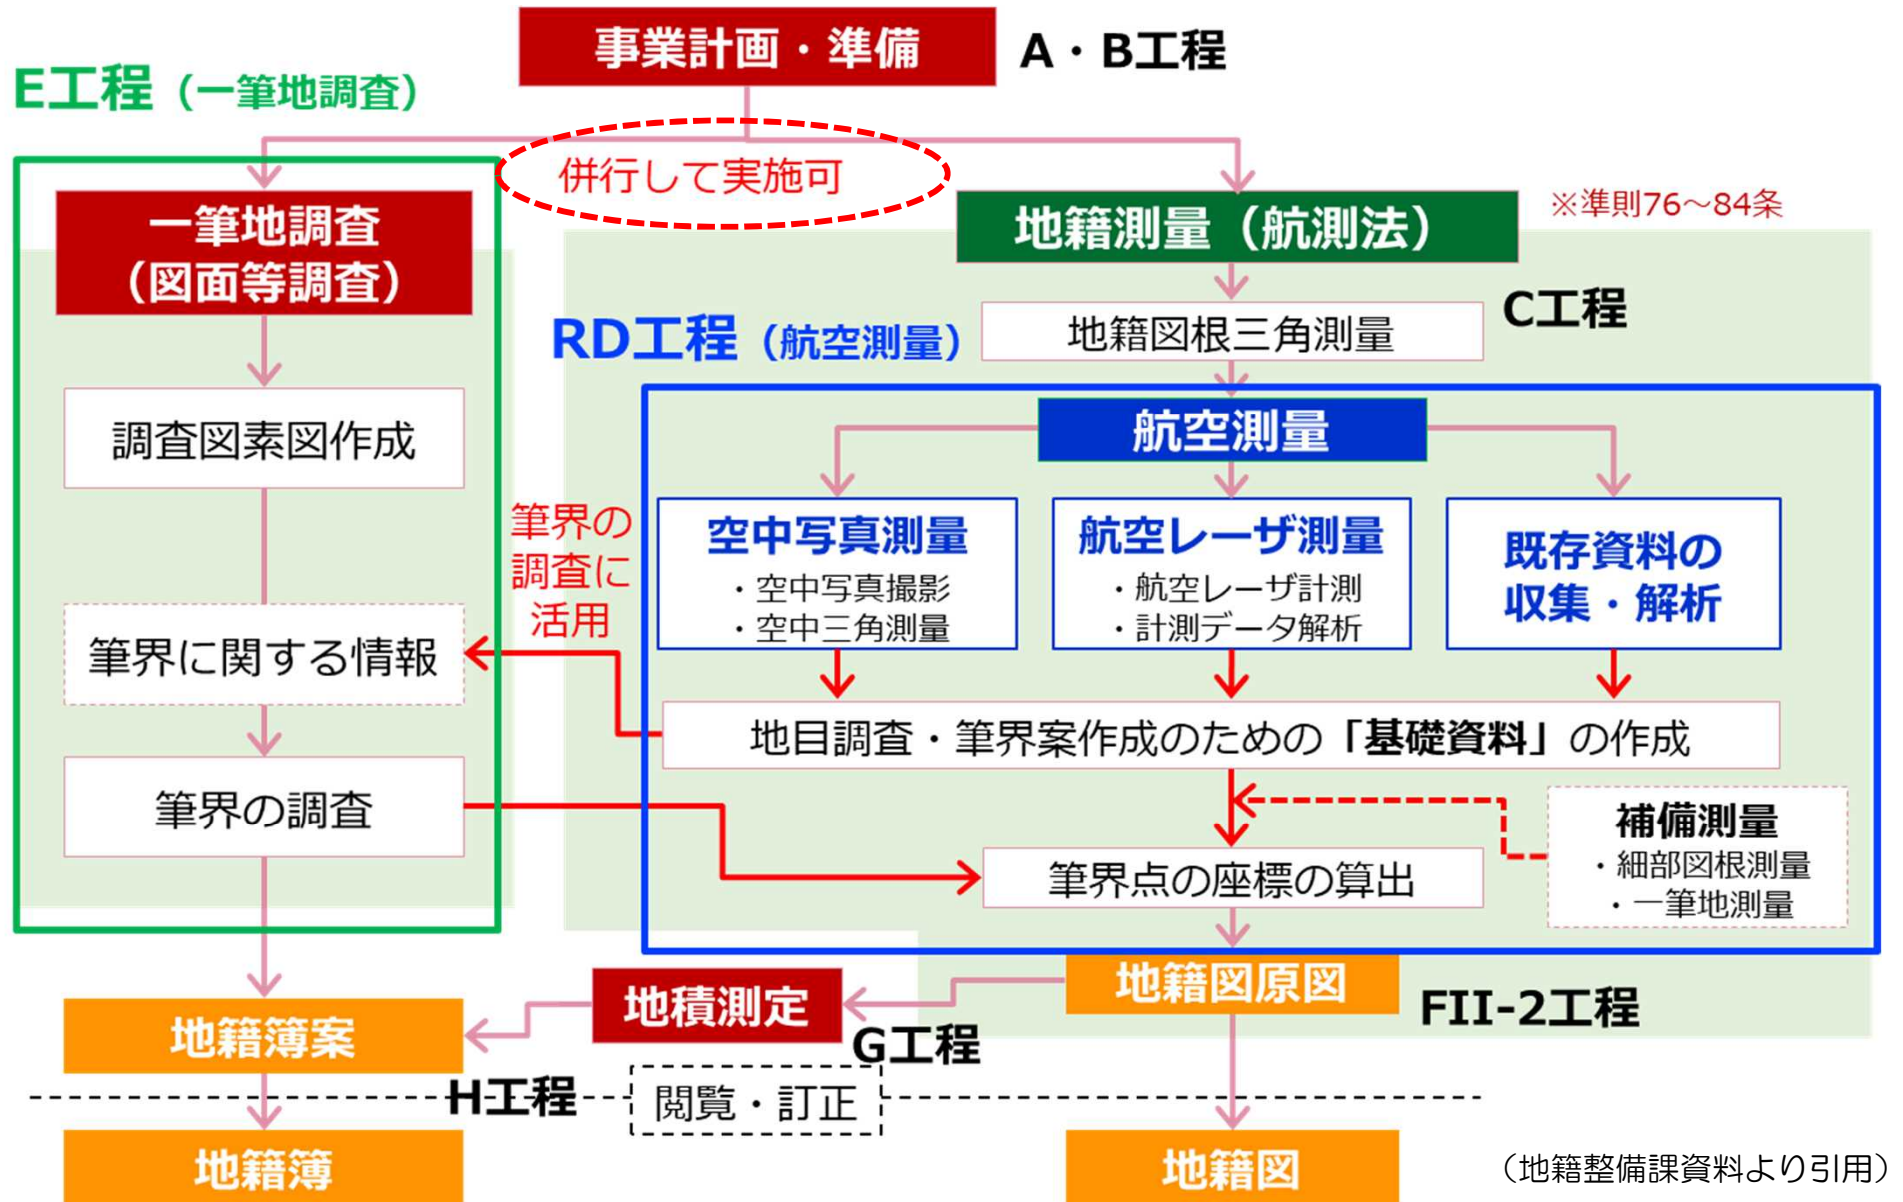 事業計画・準備
A・B工程
E工程（一筆地調査）
併行して実施可
一筆地調査
（図面等調査）
地籍測量（航測法）
※準則76～84条
C工程
RD工程（航空測量）
地籍図根三角測量
調査図素図作成
航空測量
筆界の
調査に
活用
空中写真測量
・空中写真撮影
・空中三角測量
航空レーザ測量
・航空レーザ計測
・計測データ解析
既存資料の
収集・解析
筆界に関する情報
地目調査・筆界案作成のための「基礎資料」の作成
筆界の調査
補備測量
・細部図根測量
・一筆地測量
筆界点の座標の算出
地籍図原図
FII-2工程
地積測定
G工程
地籍簿案
H工程
閲覧・訂正
地籍簿
地籍図
（地籍整備課資料より引用）